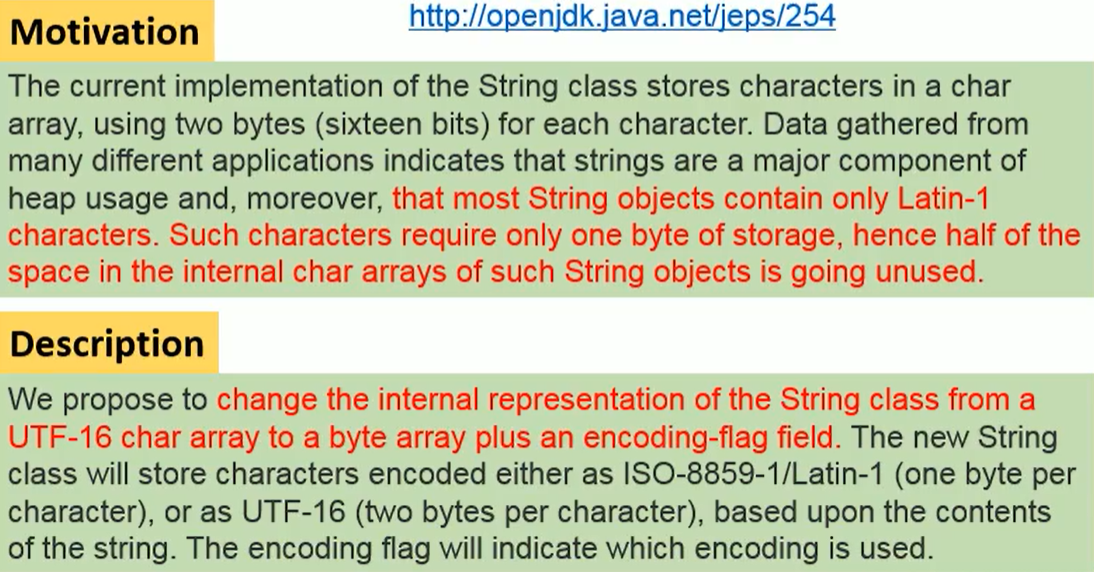 Motivation
http://openjdk.java.net/jeps/254
The current implementation of the String class stores characters in a char
array, using two bytes (sixteen bits) for each character. Data gathered from
many different applications indicates that strings are a major component of
heap usage and, moreover, that most String objects contain only Latin-1
characters. Such characters require only one byte of storage, hence half of the
space in the internal char arrays of such String objects is going unused.
Description
We propose to change the internal representation of the String class from a
UTF-16 char array to a byte array plus an encoding-flag field. The new String
class will store characters encoded either as ISO-8859-1/Latin-1 (one byte per
character), or as UTF-16 (two bytes per character), based upon the contents
of the string. The encoding flag will indicate which encoding is used.